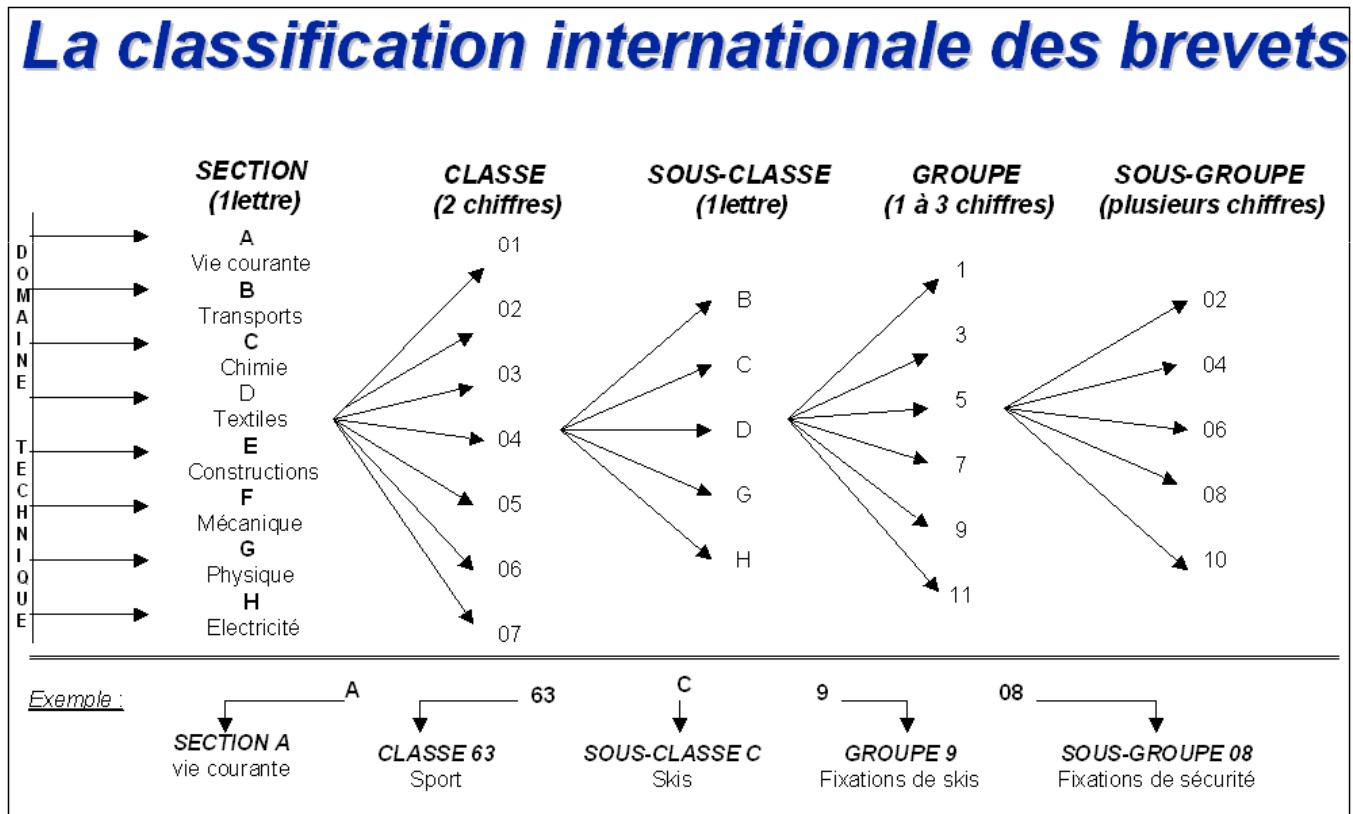 La classification internationale des brevets
SECTION
(1lettre)
CLASSE
(2 chiffres)
SOUS-CLASSE
(1lettre)
GROUPE
(1 à 3 chiffres)
SOUS-GROUPE
(plusieurs chiffres)
DOMAINE TECHNIQUE
A
Vie courante
B
Transports
C
Chimie
D
Textiles
E
Constructions
F
Mécanique
G
Physique
H
Electricité
01
02
03
04
05
06
07
B
C
D
G
H
1
3
5
7
9
11
02
04
06
08
10
Exemple :
A
63
C
9
08
SECTION A
vie courante
CLASSE 63
Sport
SOUS-CLASSE C
Skis
GROUPE 9
Fixations de skis
SOUS-GROUPE 08
Fixations de sécurité